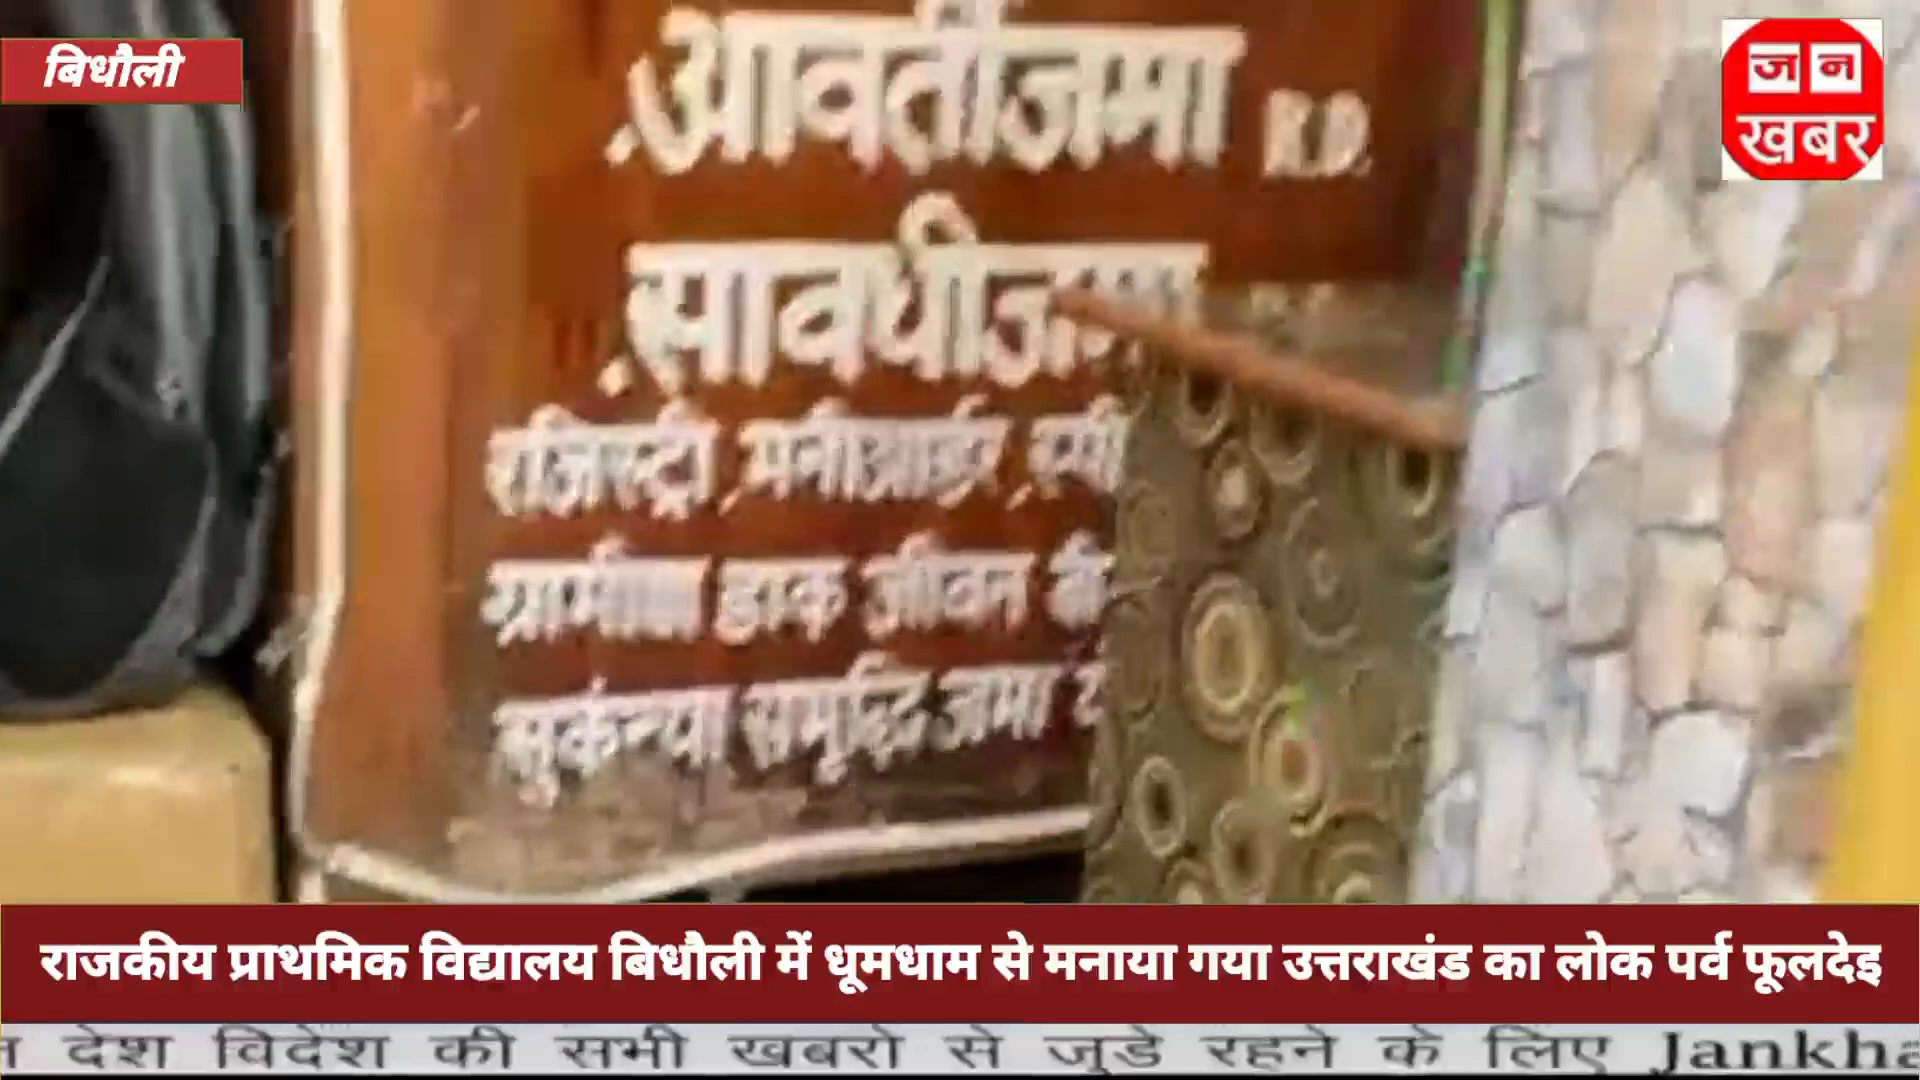 बिधौली
जन
खबर
आवर्तीजमा R.D.
सावधीजमा
रजिस्ट्री, मनीआर्डर, स्पी
ग्रामीण डाक जीवन बी
सुकन्या समृद्धि जमा
राजकीय प्राथमिक विद्यालय बिधौली में धूमधाम से मनाया गया उत्तराखंड का लोक पर्व फूलदेइ
देश विदेश की सभी खबरो से जुडे रहने के लिए Jankha